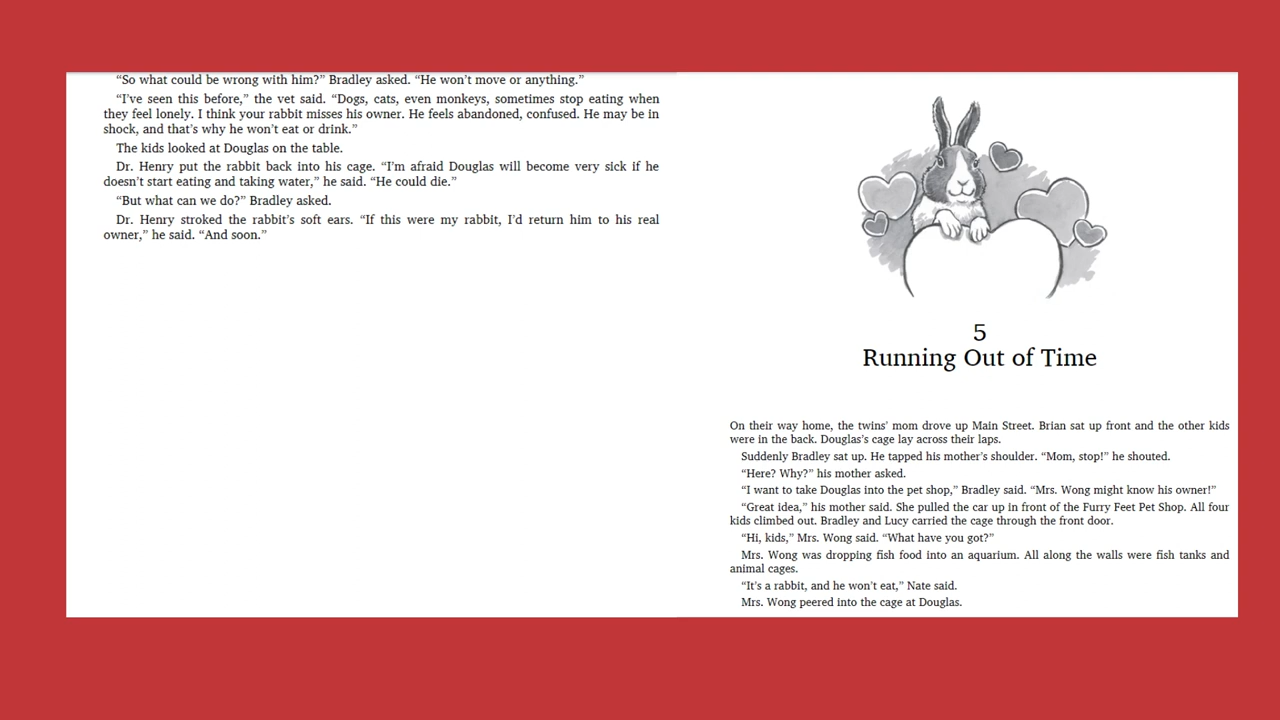 “So what could be wrong with him?” Bradley asked. “He won’t move or anything.”
“I’ve seen this before,” the vet said. “Dogs, cats, even monkeys, sometimes stop eating when
they feel lonely. I think your rabbit misses his owner. He feels abandoned, confused. He may be in
shock, and that’s why he won’t eat or drink.”
The kids looked at Douglas on the table.
Dr. Henry put the rabbit back into his cage. “I’m afraid Douglas will become very sick if he
doesn’t start eating and taking water,” he said. “He could die.”
“But what can we do?” Bradley asked.
Dr. Henry stroked the rabbit’s soft ears. “If this were my rabbit, I’d return him to his real
owner,” he said. “And soon.”
5
Running Out of Time
On their way home, the twins’ mom drove up Main Street. Brian sat up front and the other kids
were in the back. Douglas’s cage lay across their laps.
Suddenly Bradley sat up. He tapped his mother’s shoulder. “Mom, stop!” he shouted.
“Here? Why?” his mother asked.
“I want to take Douglas into the pet shop,” Bradley said. “Mrs. Wong might know his owner!”
“Great idea,” his mother said. She pulled the car up in front of the Furry Feet Pet Shop. All four
kids climbed out. Bradley and Lucy carried the cage through the front door.
“Hi, kids,” Mrs. Wong said. “What have you got?”
Mrs. Wong was dropping fish food into an aquarium. All along the walls were fish tanks and
animal cages.
“It’s a rabbit, and he won’t eat,” Nate said.
Mrs. Wong peered into the cage at Douglas.